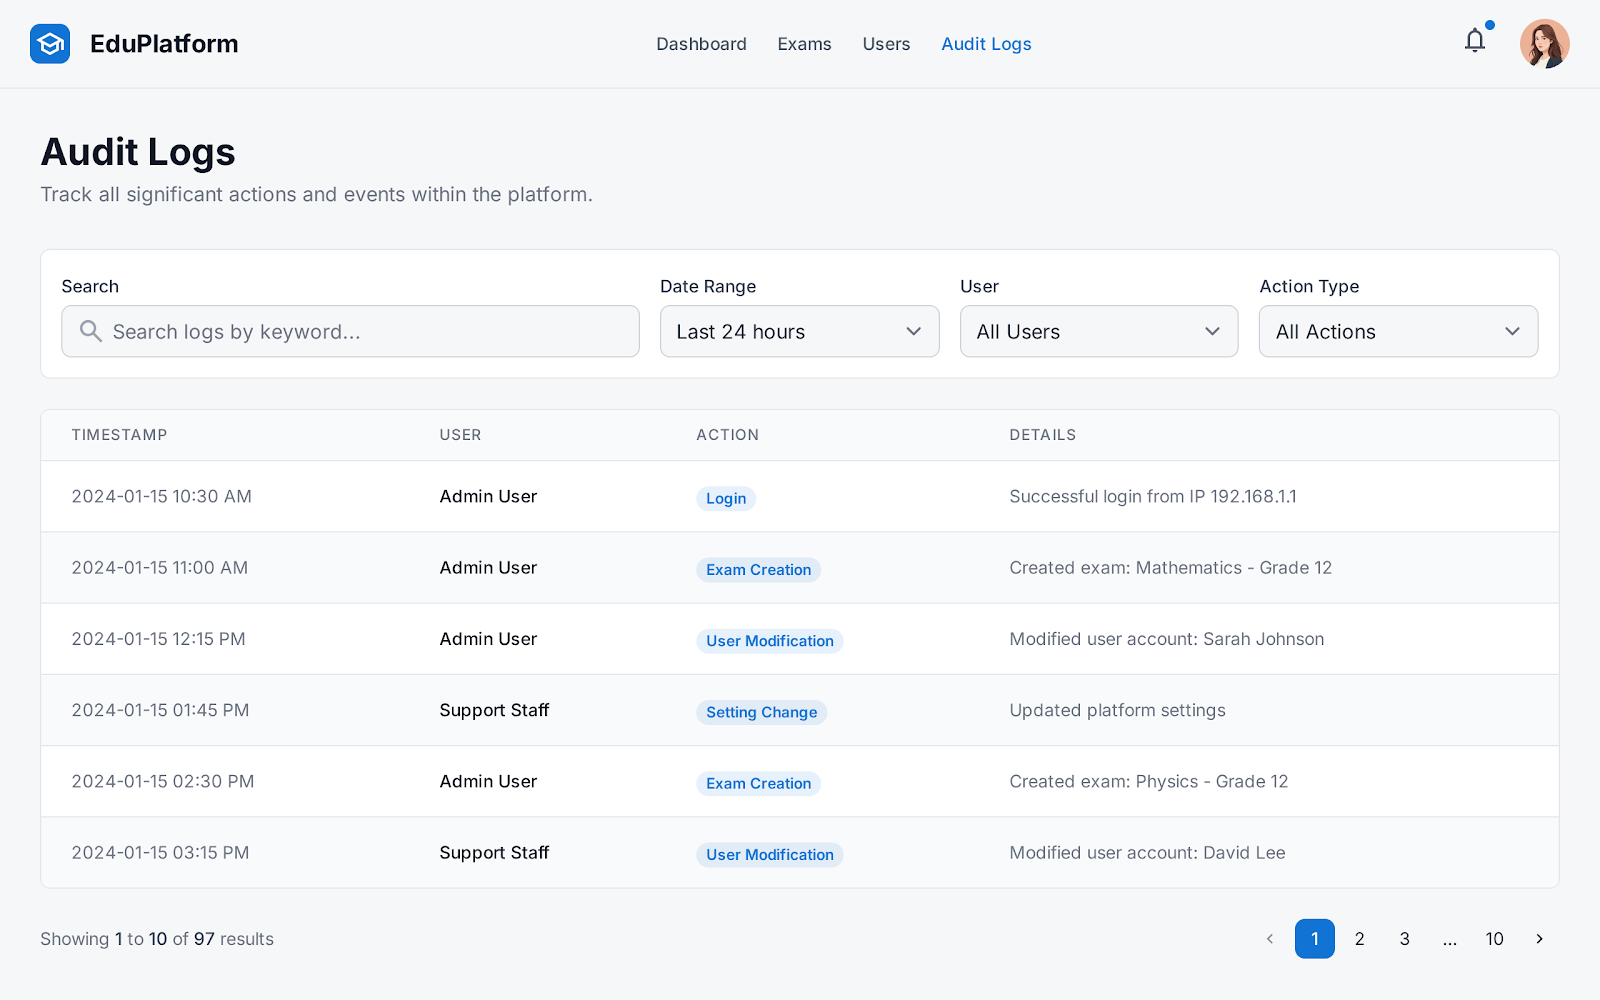 EduPlatform
Dashboard Exams Users Audit Logs
Audit Logs
Track all significant actions and events within the platform.
Search Date Range User Action Type
Search logs by keyword... Last 24 hours All Users All Actions
TIMESTAMP USER ACTION DETAILS
2024-01-15 10:30 AM Admin User Login Successful login from IP 192.168.1.1
2024-01-15 11:00 AM Admin User Exam Creation Created exam: Mathematics - Grade 12
2024-01-15 12:15 PM Admin User User Modification Modified user account: Sarah Johnson
2024-01-15 01:45 PM Support Staff Setting Change Updated platform settings
2024-01-15 02:30 PM Admin User Exam Creation Created exam: Physics - Grade 12
2024-01-15 03:15 PM Support Staff User Modification Modified user account: David Lee
Showing 1 to 10 of 97 results ‹ 1 2 3 ... 10 ›